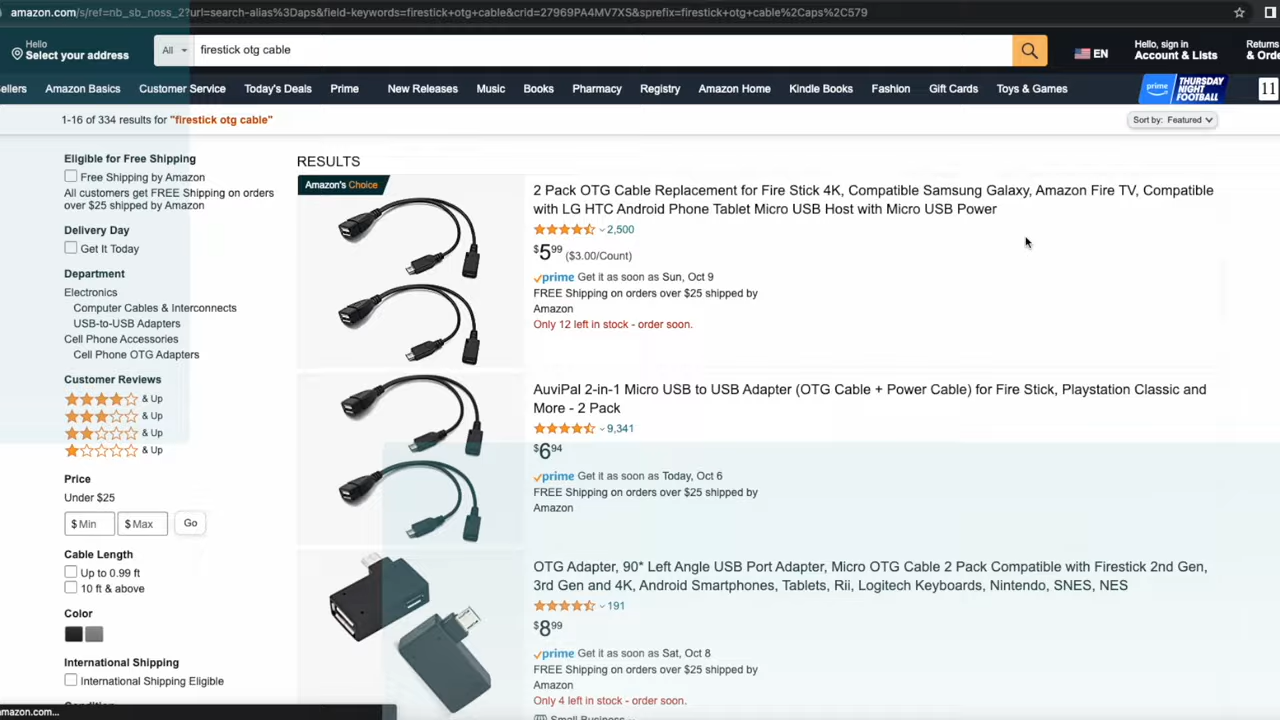 amazon.com/s/ref=nb_sb_noss_2?url=search-alias%3Daps&field-keywords=firestick+otg+cable&crid=27969PA4MV7XS&sprefix=firestick+otg+cable%2Caps%2C579
Hello
Select your address
All
firestick otg cable
EN
Hello, sign in
Account & Lists
Returns
& Orde
ellers Amazon Basics Customer Service Today's Deals Prime New Releases Music Books Pharmacy Registry Amazon Home Kindle Books Fashion Gift Cards Toys & Games
prime THURSDAY NIGHT FOOTBALL
11
1-16 of 334 results for "firestick otg cable"
Sort by: Featured
Eligible for Free Shipping
Free Shipping by Amazon
All customers get FREE Shipping on orders
over $25 shipped by Amazon
Delivery Day
Get It Today
Department
Electronics
Computer Cables & Interconnects
USB-to-USB Adapters
Cell Phone Accessories
Cell Phone OTG Adapters
Customer Reviews
& Up
& Up
& Up
& Up
Price
Under $25
$ Min $ Max Go
Cable Length
Up to 0.99 ft
10 ft & above
Color
International Shipping
International Shipping Eligible
amazon.com...
RESULTS
Amazon's Choice
2 Pack OTG Cable Replacement for Fire Stick 4K, Compatible Samsung Galaxy, Amazon Fire TV, Compatible
with LG HTC Android Phone Tablet Micro USB Host with Micro USB Power
2,500
$5 99 ($3.00/Count)
prime Get it as soon as Sun, Oct 9
FREE Shipping on orders over $25 shipped by
Amazon
Only 12 left in stock - order soon.
AuviPal 2-in-1 Micro USB to USB Adapter (OTG Cable + Power Cable) for Fire Stick, Playstation Classic and
More - 2 Pack
9,341
$6 94
prime Get it as soon as Today, Oct 6
FREE Shipping on orders over $25 shipped by
Amazon
OTG Adapter, 90* Left Angle USB Port Adapter, Micro OTG Cable 2 Pack Compatible with Firestick 2nd Gen,
3rd Gen and 4K, Android Smartphones, Tablets, Rii, Logitech Keyboards, Nintendo, SNES, NES
191
$8 99
prime Get it as soon as Sat, Oct 8
FREE Shipping on orders over $25 shipped by
Amazon
Only 4 left in stock - order soon.
Small Business